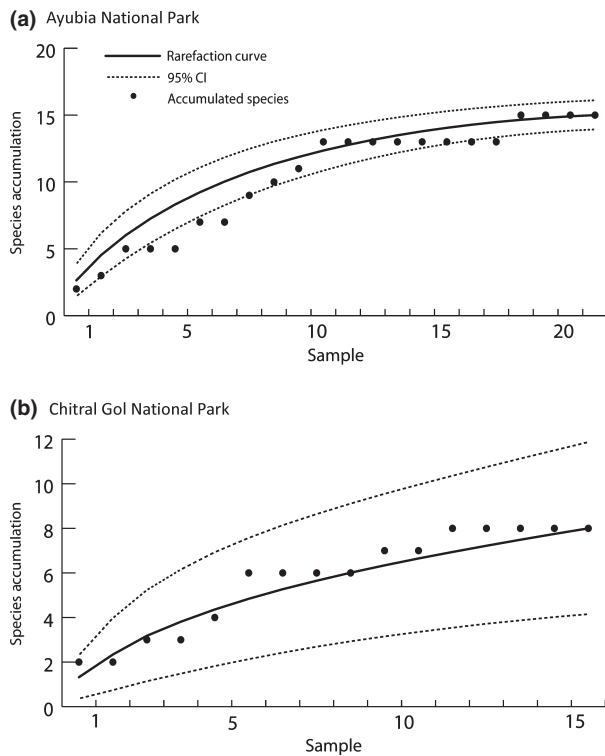 (a) Ayubia National Park
20
15
10
5
0
Species accumulation
Rarefaction curve
95% CI
Accumulated species
1 5 10 15 20
Sample
(b) Chitral Gol National Park
12
10
8
6
4
2
0
Species accumulation
1 5 10 15
Sample